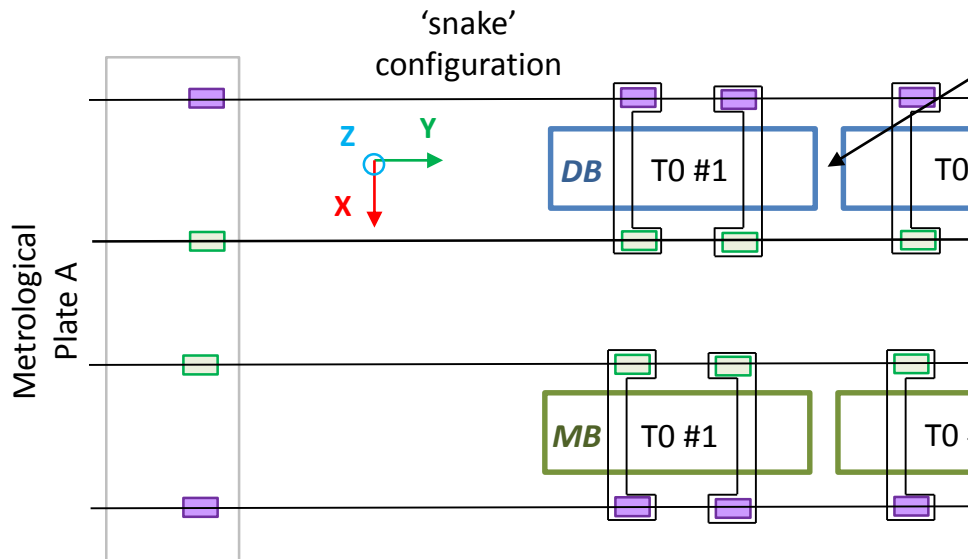 ‘snake’
configuration
Z
Y
X
DB
T0 #1
T0
Metrological
Plate A
MB
T0 #1
T0